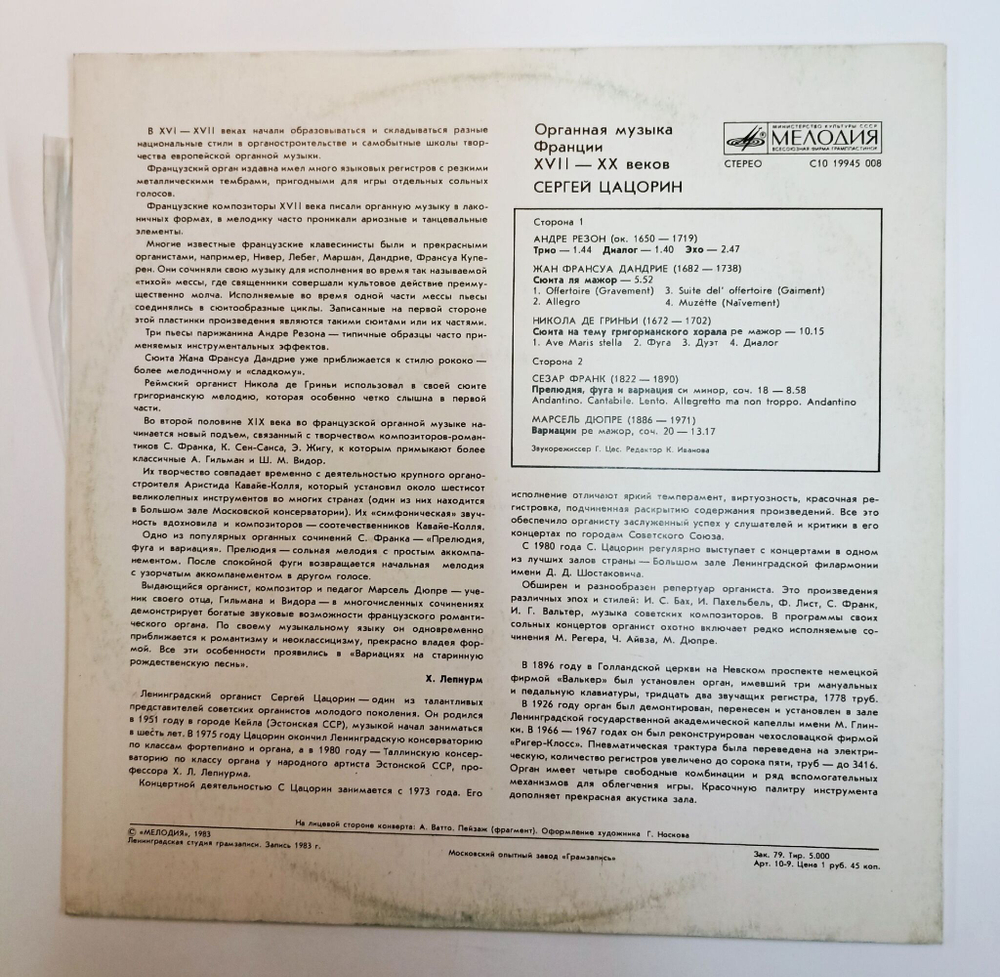 В XVI — XVII веках начали образовываться и складываться разные
национальные стили в органостроительстве и самобытные школы твор-
чества европейской органной музыки.
Французский орган издавна имел много языковых регистров с резкими
металлическими тембрами, пригодными для игры отдельных сольных
голосов.
Французские композиторы XVII века писали органную музыку в лако-
ничных формах, в мелодику часто проникали ариозные и танцевальные
элементы.
Многие известные французские клавесинисты были и прекрасными
органистами, например, Нивер, Лебег, Маршан, Дандрие, Франсуа Купе-
рен. Они сочиняли свою музыку для исполнения во время так называемой
«тихой» мессы, где священники совершали культовое действие преиму-
щественно молча. Исполняемые во время одной части мессы пьесы
соединялись в сюитообразные циклы. Записанные на первой стороне
этой пластинки произведения являются такими сюитами или их частями.
Три пьесы парижанина Андре Резона — типичные образцы часто при-
меняемых инструментальных эффектов.
Сюита Жана Франсуа Дандрие уже приближается к стилю рококо —
более мелодичному и «сладкому».
Реймский органист Никола де Гриньи использовал в своей сюите
григорианскую мелодию, которая особенно четко слышна в первой
части.
Во второй половине XIX века во французской органной музыке на-
чинается новый подъем, связанный с творчеством композиторов-роман-
тиков С. Франка, К. Сен-Санса, Э. Жигу, к которым примыкают более
классичные А. Гильман и Ш. М. Видор.
Их творчество совпадает временно с деятельностью крупного органо-
строителя Аристида Кавайе-Колля, который установил около шестисот
великолепных инструментов во многих странах (один из них находится
в Большом зале Московской консерватории). Их «симфоническая» звуч-
ность вдохновила и композиторов — соотечественников Кавайе-Колля.
Одно из популярных органных сочинений С. Франка — «Прелюдия,
фуга и вариация». Прелюдия — сольная мелодия с простым аккомпа-
нементом. После спокойной фуги возвращается начальная мелодия
с узорчатым аккомпанементом в другом голосе.
Выдающийся органист, композитор и педагог Марсель Дюпре — уче-
ник своего отца, Гильмана и Видора — в многочисленных сочинениях
демонстрирует богатые звуковые возможности французского романти-
ческого органа. По своему музыкальному языку он одновременно
приближается к романтизму и неоклассицизму, прекрасно владея фор-
мой. Все эти особенности проявились в «Вариациях на старинную
рождественскую песнь».
Х. Лепнурм
Ленинградский органист Сергей Цацорин — один из талантливых
представителей советских органистов молодого поколения. Он родился
в 1951 году в городе Кейла (Эстонская ССР), музыкой начал заниматься
в шесть лет. В 1975 году Цацорин окончил Ленинградскую консерваторию
по классам фортепиано и органа, а в 1980 году — Таллинскую консер-
ваторию по классу органа у народного артиста Эстонской ССР, про-
фессора Х. Л. Лепнурма.
Концертной деятельностью С Цацорин занимается с 1973 года. Его
Органная музыка
Франции
XVII — XX веков
СЕРГЕЙ ЦАЦОРИН
МИНИСТЕРСТВО КУЛЬТУРЫ СССР
МЕЛОДИЯ
ВСЕСОЮЗНАЯ ФИРМА ГРАМПЛАСТИНОК
СТЕРЕО С10 19945 008
Сторона 1
АНДРЕ РЕЗОН (ок. 1650 — 1719)
Трио — 1.44 Диалог — 1.40 Эхо — 2.47
ЖАН ФРАНСУА ДАНДРИЕ (1682 — 1738)
Сюита ля мажор — 5.52
1. Offertoire (Gravement) 3. Suite del' offertoire (Gaiment)
2. Allegro 4. Muzétte (Naïvement)
НИКОЛА ДЕ ГРИНЬИ (1672 — 1702)
Сюита на тему григорианского хорала ре мажор — 10.15
1. Ave Maris stella 2. Фуга 3. Дуэт 4. Диалог
Сторона 2
СЕЗАР ФРАНК (1822 — 1890)
Прелюдия, фуга и вариация си минор, соч. 18 — 8.58
Andantino. Cantabile. Lento. Allegretto ma non troppo. Andantino
МАРСЕЛЬ ДЮПРЕ (1886 — 1971)
Вариации ре мажор, соч. 20 — 13.17
Звукорежиссер Г. Цес. Редактор К. Иванова
исполнение отличают яркий темперамент, виртуозность, красочная ре-
гистровка, подчиненная раскрытию содержания произведений. Все это
обеспечило органисту заслуженный успех у слушателей и критики в его
концертах по городам Советского Союза.
С 1980 года С. Цацорин регулярно выступает с концертами в одном
из лучших залов страны — Большом зале Ленинградской филармонии
имени Д. Д. Шостаковича.
Обширен и разнообразен репертуар органиста. Это произведения
различных эпох и стилей: И. С. Бах, И. Пахельбель, Ф. Лист, С. Франк,
И. Г. Вальтер, музыка советских композиторов. В программы своих
сольных концертов органист охотно включает редко исполняемые со-
чинения М. Регера, Ч. Айвза, М. Дюпре.
В 1896 году в Голландской церкви на Невском проспекте немецкой
фирмой «Валькер» был установлен орган, имевший три мануальных
и педальную клавиатуры, тридцать два звучащих регистра, 1778 труб.
В 1926 году орган был демонтирован, перенесен и установлен в зале
Ленинградской государственной академической капеллы имени М. Глин-
ки. В 1966 — 1967 годах он был реконструирован чехословацкой фирмой
«Ригер-Клосс». Пневматическая трактура была переведена на электри-
ческую, количество регистров увеличено до сорока пяти, труб — до 3416.
Орган имеет четыре свободные комбинации и ряд вспомогательных
механизмов для облегчения игры. Красочную палитру инструмента
дополняет прекрасная акустика зала.
На лицевой стороне конверта: А. Ватто. Пейзаж (фрагмент). Оформление художника Г. Носкова
© «МЕЛОДИЯ», 1983
Ленинградская студия грамзаписи. Запись 1983 г.
Московский опытный завод «Грамзапись»
Зак. 79. Тир. 5.000
Арт. 10-9. Цена 1 руб. 45 коп.